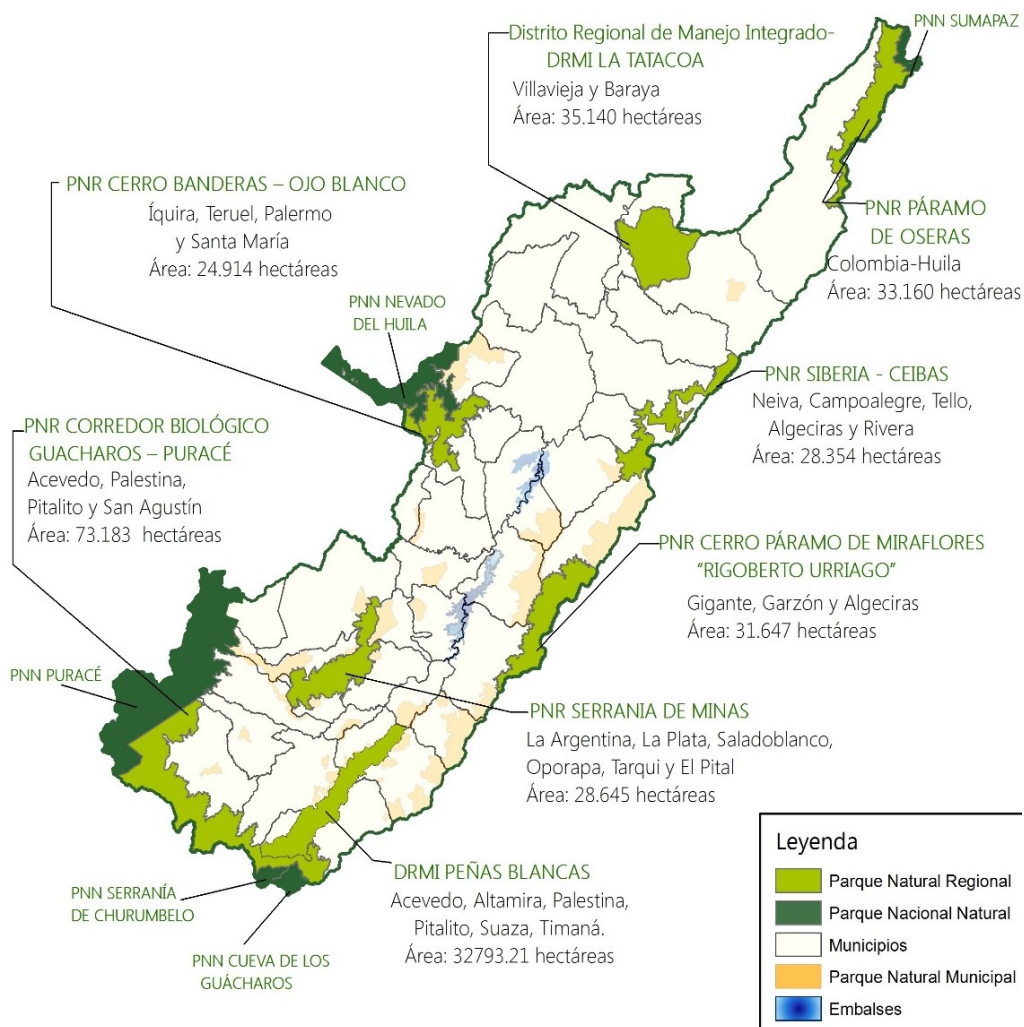 PNN SUMAPAZ
Distrito Regional de Manejo Integrado-
DRMI LA TATACOA
Villavieja y Baraya
Área: 35.140 hectáreas
PNR CERRO BANDERAS – OJO BLANCO
Íquira, Teruel, Palermo
y Santa María
Área: 24.914 hectáreas
PNR PÁRAMO
DE OSERAS
Colombia-Huila
Área: 33.160 hectáreas
PNN NEVADO
DEL HUILA
PNR SIBERIA - CEIBAS
Neiva, Campoalegre, Tello,
Algeciras y Rivera
Área: 28.354 hectáreas
PNR CORREDOR BIOLÓGICO
GUACHAROS – PURACÉ
Acevedo, Palestina,
Pitalito y San Agustín
Área: 73.183 hectáreas
PNR CERRO PÁRAMO DE MIRAFLORES
"RIGOBERTO URRIAGO"
Gigante, Garzón y Algeciras
Área: 31.647 hectáreas
PNN PURACÉ
PNR SERRANIA DE MINAS
La Argentina, La Plata, Saladoblanco,
Oporapa, Tarqui y El Pital
Área: 28.645 hectáreas
DRMI PEÑAS BLANCAS
Acevedo, Altamira, Palestina,
Pitalito, Suaza, Timaná.
Área: 32793.21 hectáreas
PNN SERRANÍA
DE CHURUMBELO
PNN CUEVA DE LOS
GUÁCHAROS
Leyenda
Parque Natural Regional
Parque Nacional Natural
Municipios
Parque Natural Municipal
Embalses